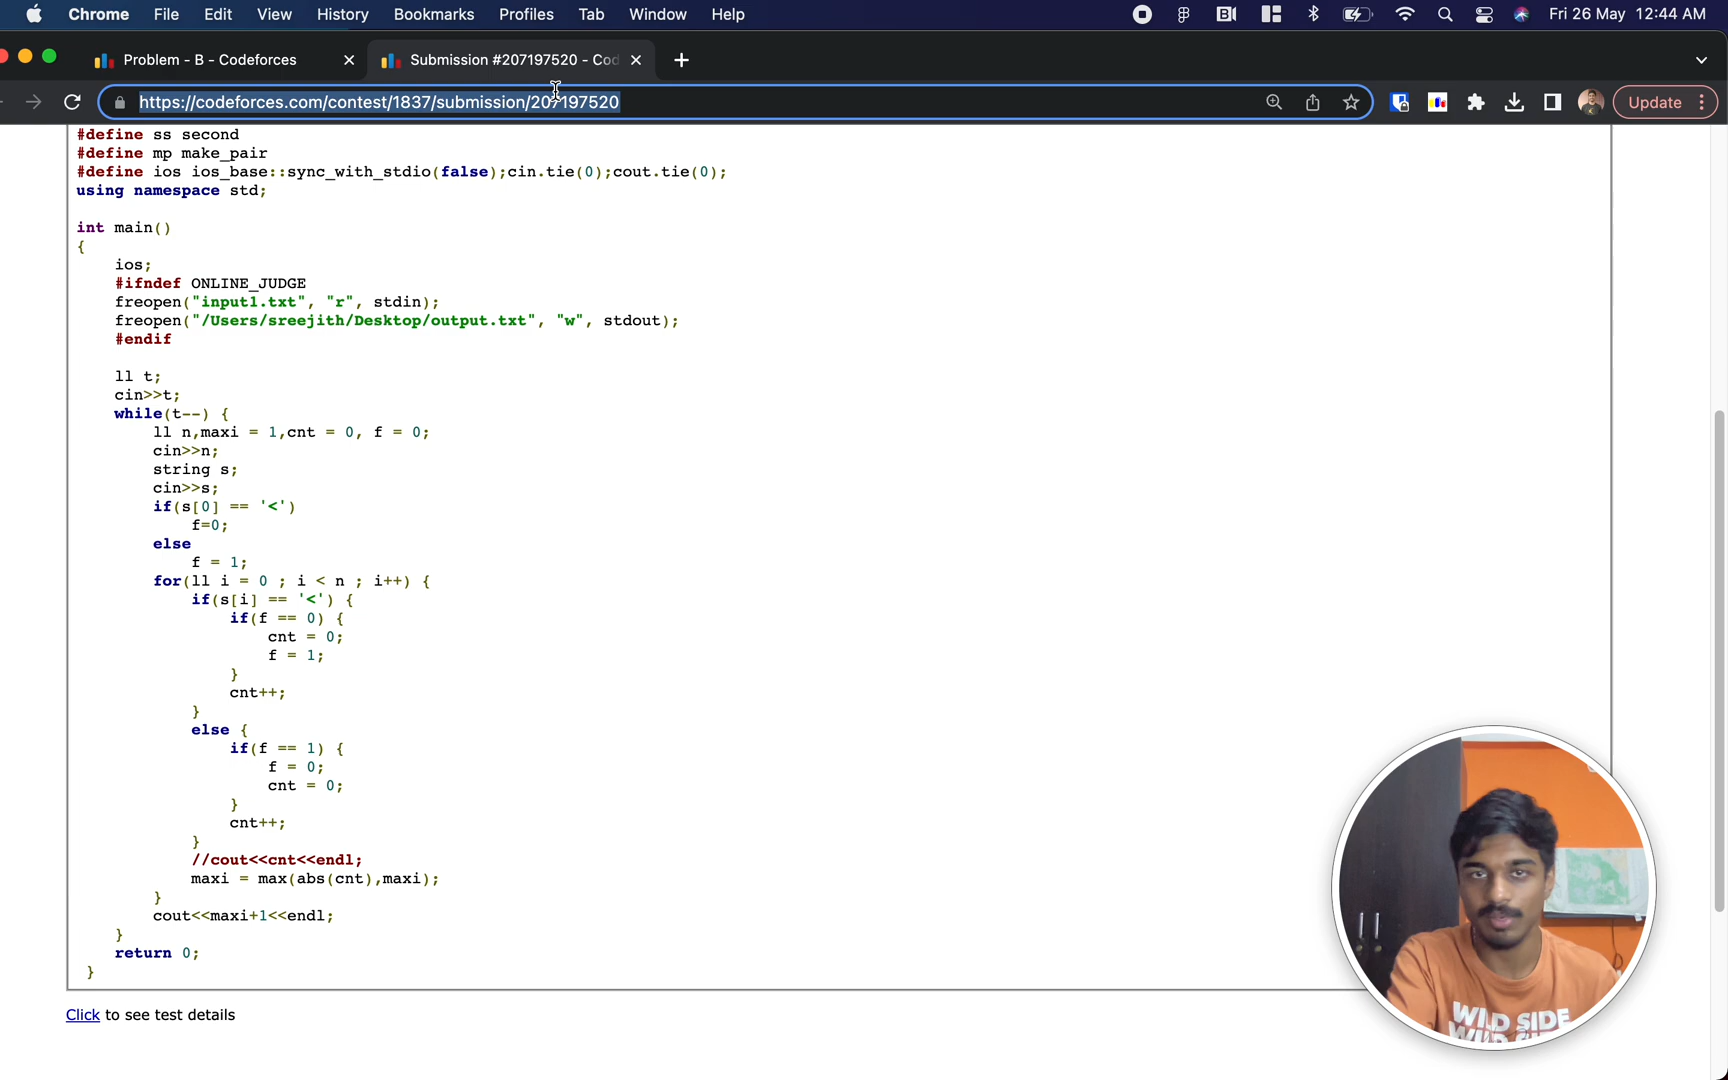 Chrome File Edit View History Bookmarks Profiles Tab Window Help Fri 26 May 12:44 AM
Problem - B - Codeforces Submission #207197520 - Cod
https://codeforces.com/contest/1837/submission/207197520 Update
#define ss second
#define mp make_pair
#define ios ios_base::sync_with_stdio(false);cin.tie(0);cout.tie(0);
using namespace std;
int main()
{
ios;
#ifndef ONLINE_JUDGE
freopen("input1.txt", "r", stdin);
freopen("/Users/sreejith/Desktop/output.txt", "w", stdout);
#endif
ll t;
cin>>t;
while(t--) {
ll n,maxi = 1,cnt = 0, f = 0;
cin>>n;
string s;
cin>>s;
if(s[0] == '<')
f=0;
else
f = 1;
for(ll i = 0 ; i < n ; i++) {
if(s[i] == '<') {
if(f == 0) {
cnt = 0;
f = 1;
}
cnt++;
}
else {
if(f == 1) {
f = 0;
cnt = 0;
}
cnt++;
}
//cout<<cnt<<endl;
maxi = max(abs(cnt),maxi);
}
cout<<maxi+1<<endl;
}
return 0;
}
Click to see test details
WILD SIDE